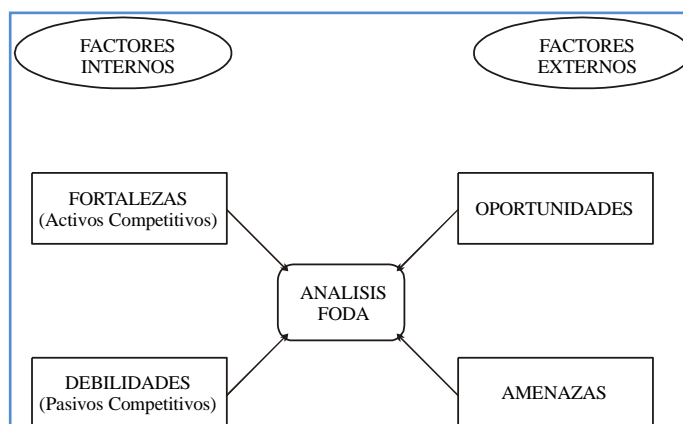 FACTORES
INTERNOS
FACTORES
EXTERNOS
FORTALEZAS
(Activos Competitivos)
OPORTUNIDADES
ANALISIS
FODA
DEBILIDADES
(Pasivos Competitivos)
AMENAZAS